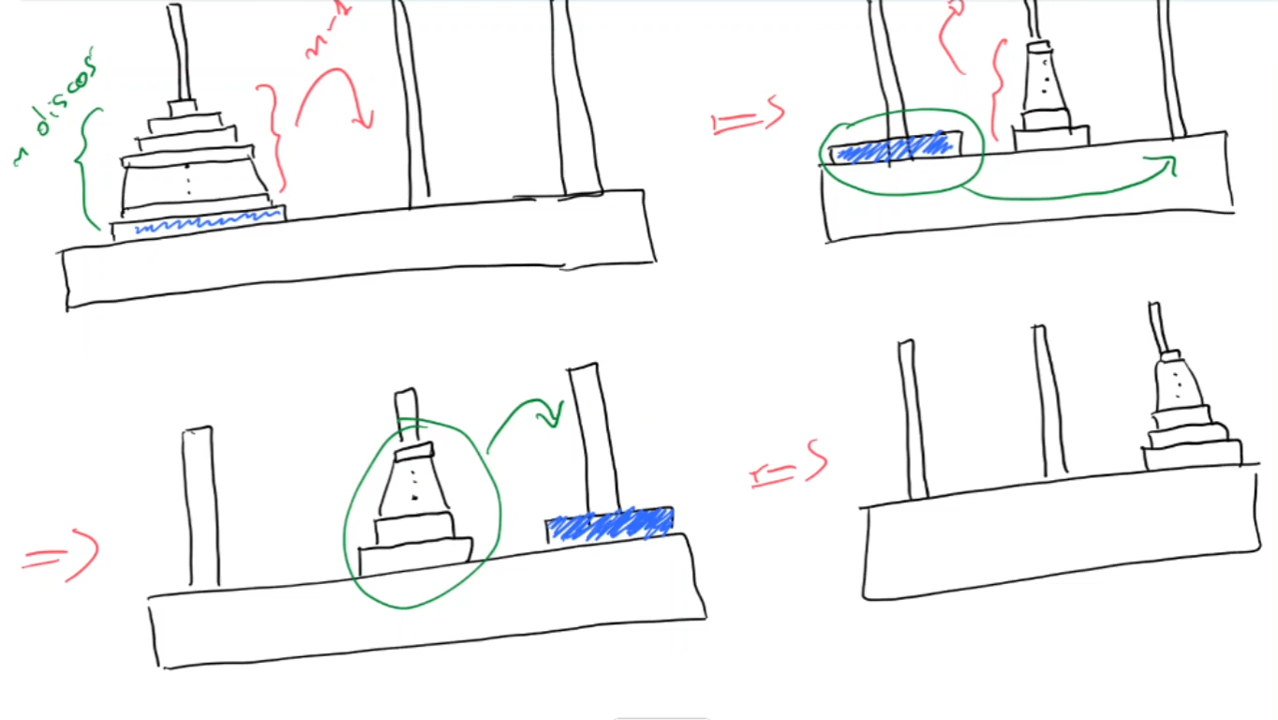 n discos
n-1
=>
=>
=>